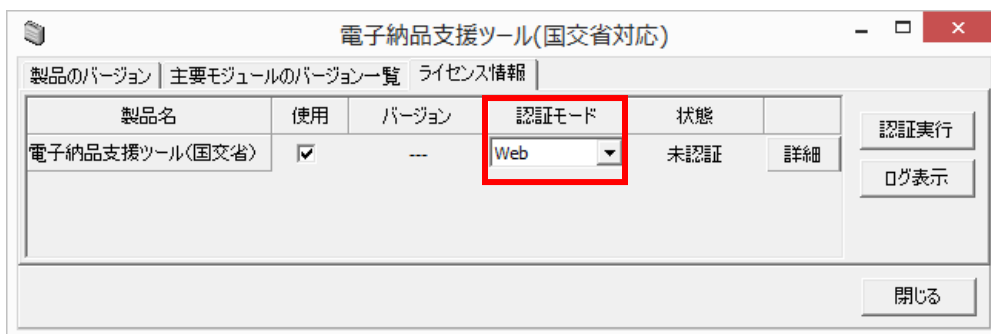 電子納品支援ツール(国交省対応)
製品のバージョン 主要モジュールのバージョン一覧 ライセンス情報
製品名 使用 バージョン 認証モード 状態
電子納品支援ツール(国交省) --- Web 未認証 詳細
認証実行
ログ表示
閉じる